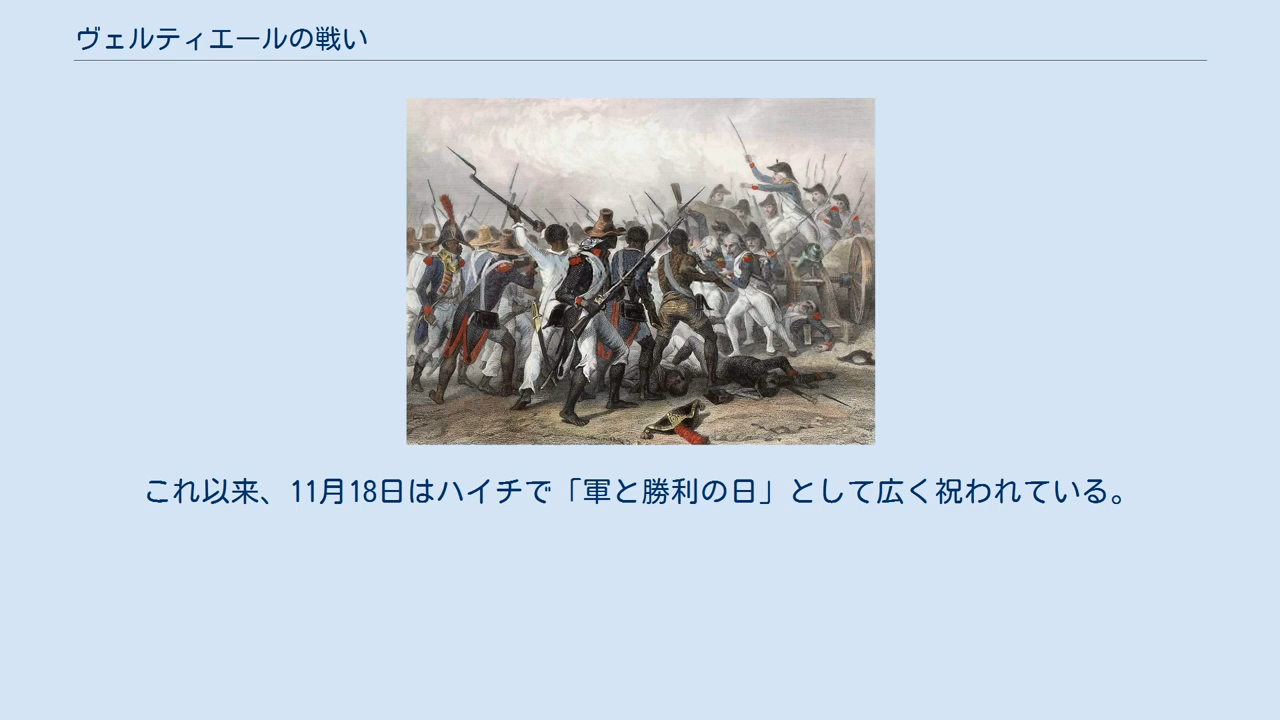 ヴェルティエールの戦い
これ以来、11月18日はハイチで「軍と勝利の日」として広く祝われている。